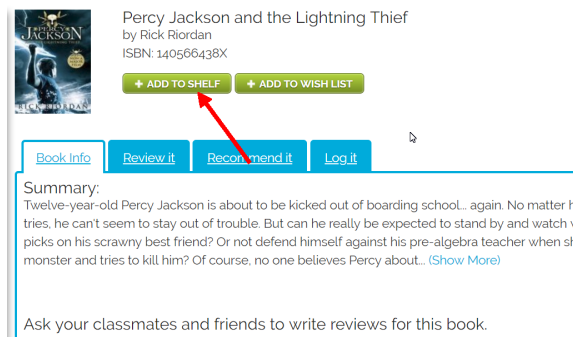 PERCY
JACKSON
RICK RIORDAN
Percy Jackson and the Lightning Thief
by Rick Riordan
ISBN: 140566438X
+ ADD TO SHELF + ADD TO WISH LIST
Book Info Review it Recommend it Log it
Summary:
Twelve-year-old Percy Jackson is about to be kicked out of boarding school... again. No matter h
tries, he can't seem to stay out of trouble. But can he really be expected to stand by and watch
picks on his scrawny best friend? Or not defend himself against his pre-algebra teacher when sh
monster and tries to kill him? Of course, no one believes Percy about... (Show More)
Ask your classmates and friends to write reviews for this book.